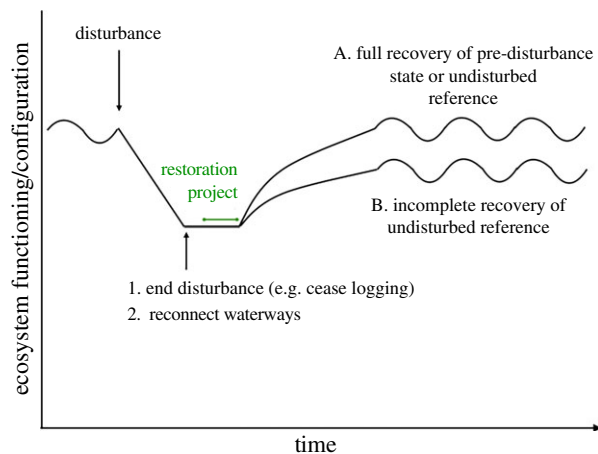 disturbance
A. full recovery of pre-disturbance
state or undisturbed
reference
restoration
project
B. incomplete recovery of
undisturbed reference
1. end disturbance (e.g. cease logging)
2. reconnect waterways
ecosystem functioning/configuration
time